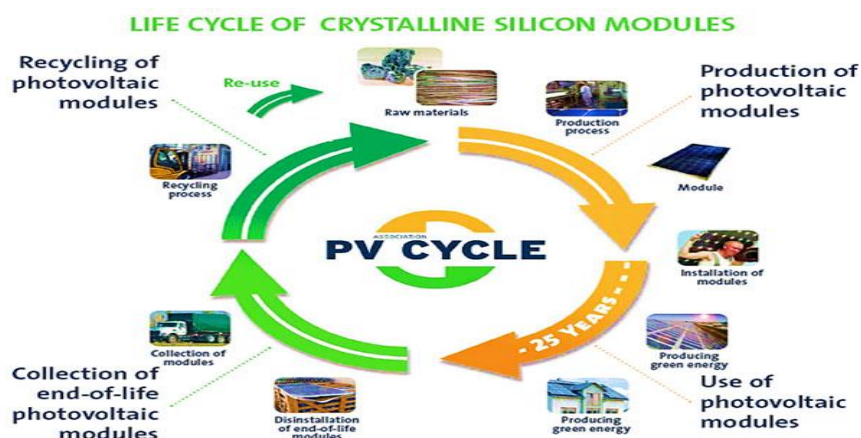 LIFE CYCLE OF CRYSTALLINE SILICON MODULES
Recycling of
photovoltaic
modules
Re-use
Raw materials
Production
process
Production of
photovoltaic
modules
Module
Recycling
process
ASSOCIATION
PV CYCLE
Installation of
modules
- 25 YEARS - - -
Producing
green energy
Collection of
modules
Collection of
end-of-life
photovoltaic
modules
Disinstallation
of end-of-life
modules
Producing
green energy
Use of
photovoltaic
modules